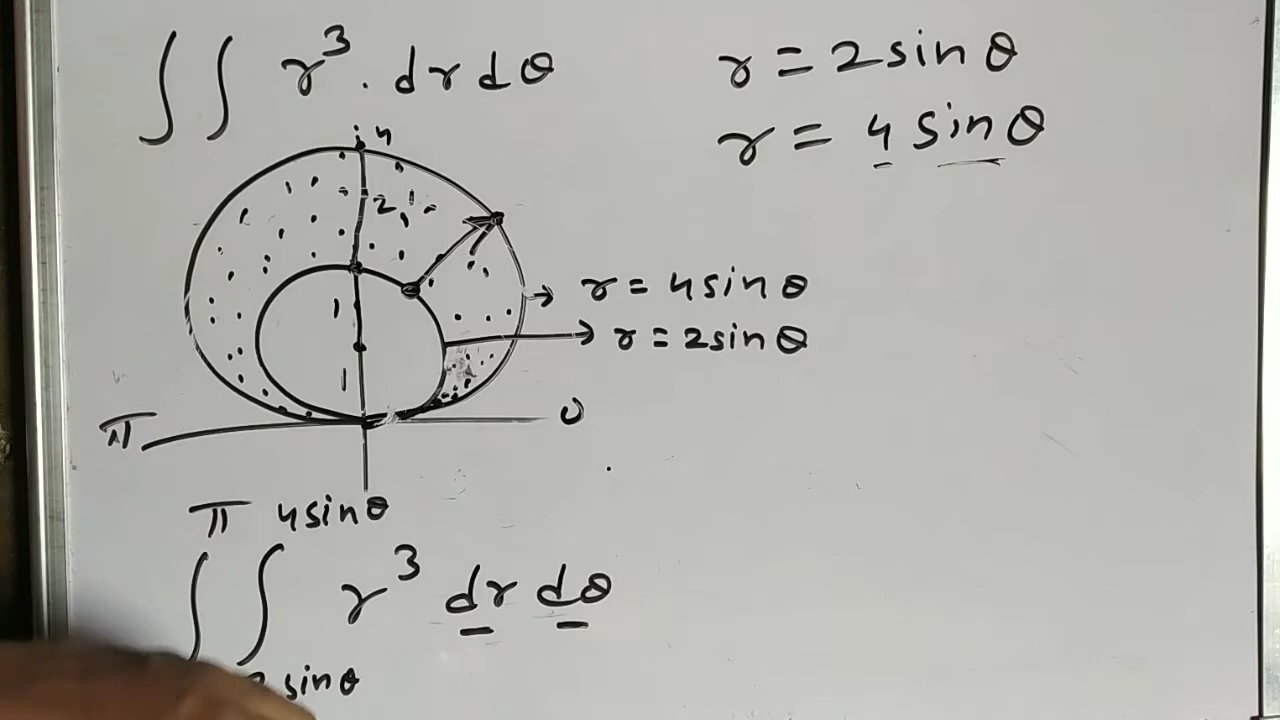 ∫∫ r³ . dr dθ
r = 2 sin θ
r = 4 sin θ
4
2
1
1
r = 4 sin θ
r = 2 sin θ
π
0
π 4 sin θ
∫ ∫ r³ dr dθ
sin θ